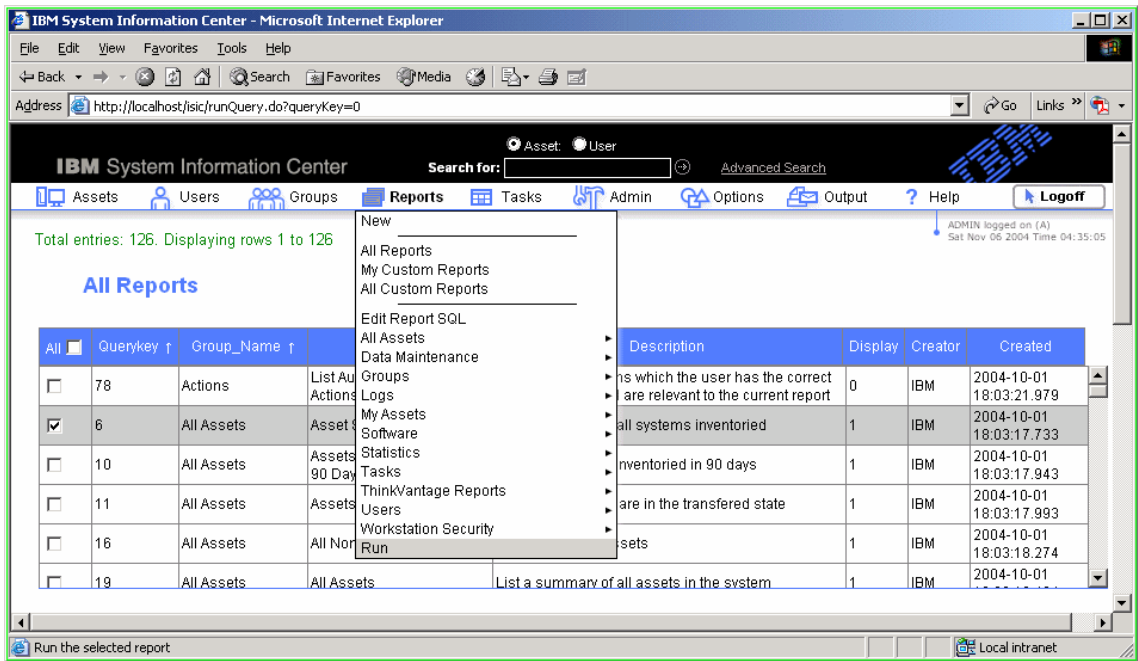 IBM System Information Center - Microsoft Internet Explorer
File Edit View Favorites Tools Help
Back Search Favorites Media
Address http://localhost/isic/runQuery.do?queryKey=0 Go Links »
Asset: User
IBM System Information Center Search for: Advanced Search
Assets Users Groups Reports Tasks Admin Options Output ? Help Logoff
ADMIN logged on (A)
Sat Nov 06 2004 Time 04:35:05
Total entries: 126. Displaying rows 1 to 126
All Reports
New
All Reports
My Custom Reports
All Custom Reports
Edit Report SQL
All Assets
Data Maintenance
Groups
Logs
My Assets
Software
Statistics
Tasks
ThinkVantage Reports
Users
Workstation Security
Run
All Querykey ↑ Group_Name ↑ Description Display Creator Created
78 Actions List Au which the user has the correct 0 IBM 2004-10-01
Actions are relevant to the current report 18:03:21.979
6 All Assets Asset all systems inventoried 1 IBM 2004-10-01
18:03:17.733
10 All Assets Assets nventoried in 90 days 1 IBM 2004-10-01
90 Day 18:03:17.943
11 All Assets Assets are in the transfered state 1 IBM 2004-10-01
18:03:17.993
16 All Assets All Non ssets 1 IBM 2004-10-01
18:03:18.274
19 All Assets All Assets List a summary of all assets in the system 1 IBM 2004-10-01
Run the selected report Local intranet